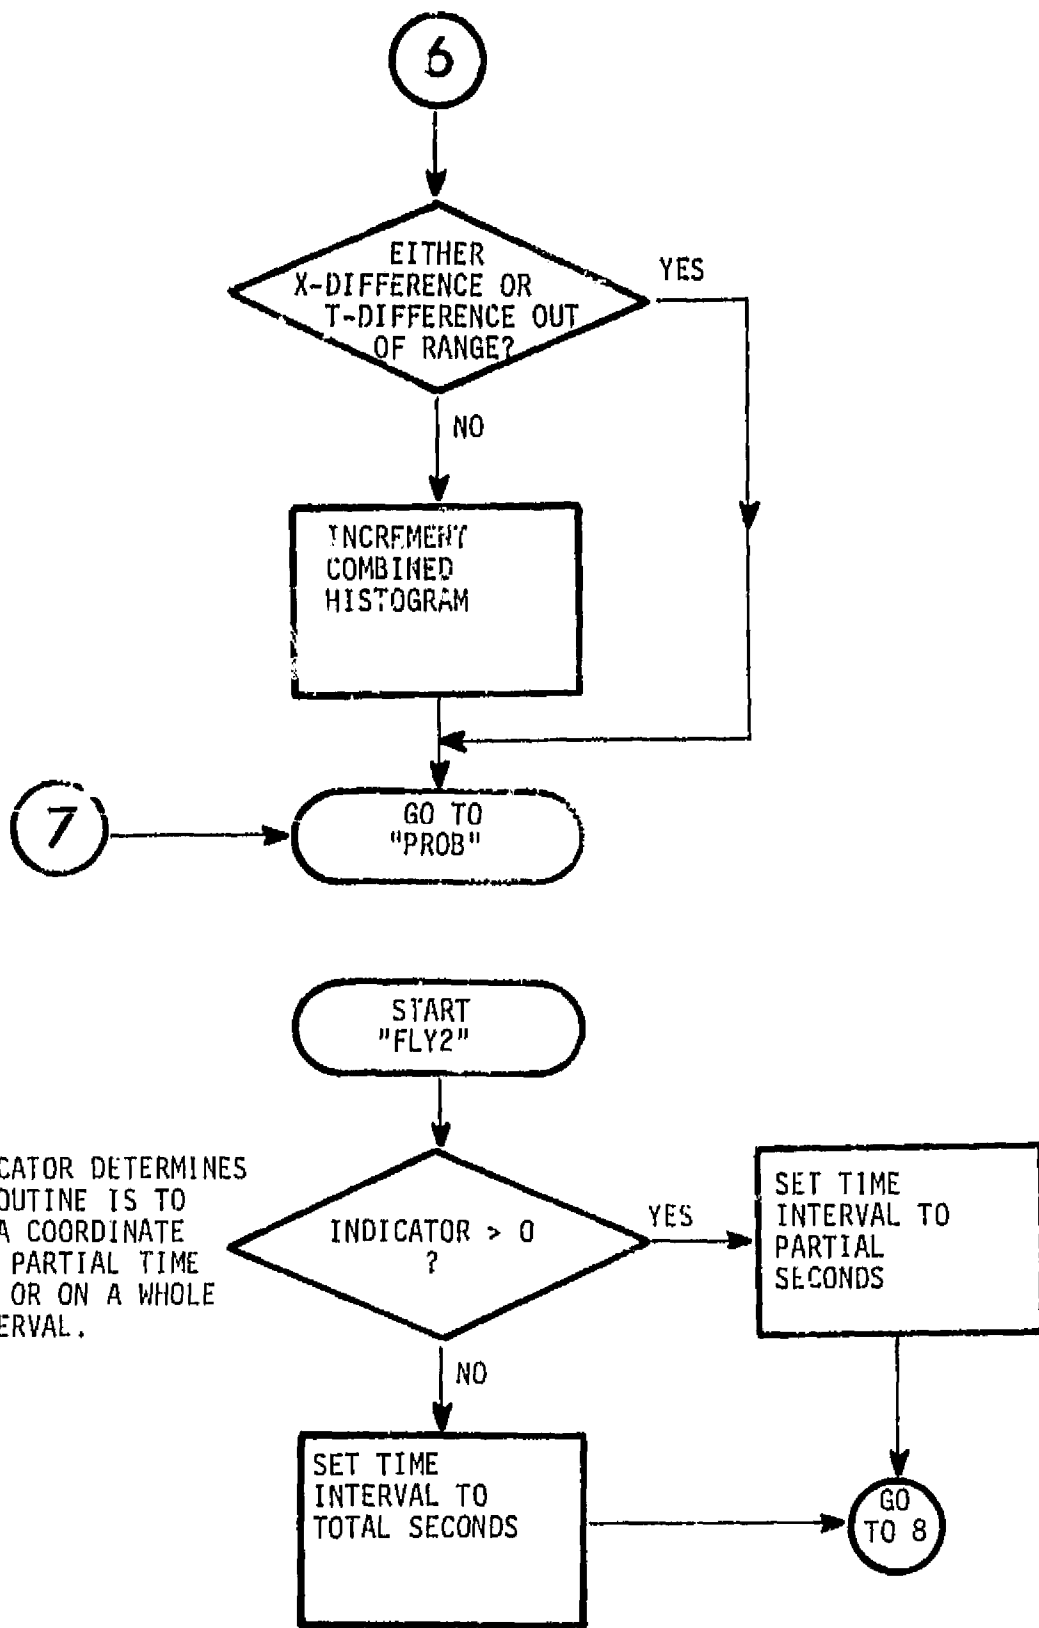 6
EITHER
X-DIFFERENCE OR
T-DIFFERENCE OUT
OF RANGE?
YES
NO
INCREMENT
COMBINED
HISTOGRAM
7
GO TO
"PROB"
START
"FLY2"
CATOR DETERMINES
OUTINE IS TO
A COORDINATE
PARTIAL TIME
OR ON A WHOLE
ERVAL.
INDICATOR > 0
?
YES
SET TIME
INTERVAL TO
PARTIAL
SECONDS
NO
SET TIME
INTERVAL TO
TOTAL SECONDS
GO
TO 8